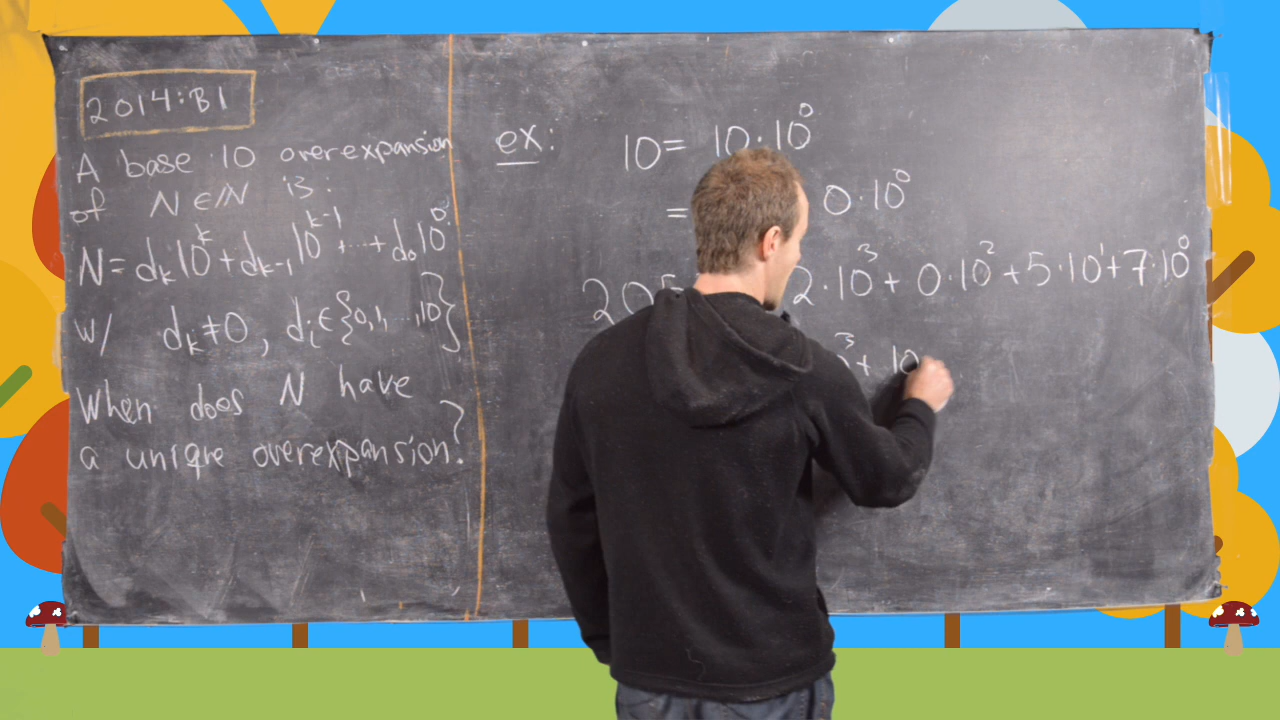 2014:B1
A base 10 overexpansion
of N ∈ ℕ is:
N = d_k 10^k + d_{k-1} 10^{k-1} + ... + d_0 10^0
w/ d_k ≠ 0, d_i ∈ {0,1, ..., 10}
When does N have
a unique overexpansion?
ex: 10 = 10·10^0
= 0·10^0
205 2·10^3 + 0·10^2 + 5·10^1 + 7·10^0
^3 + 10